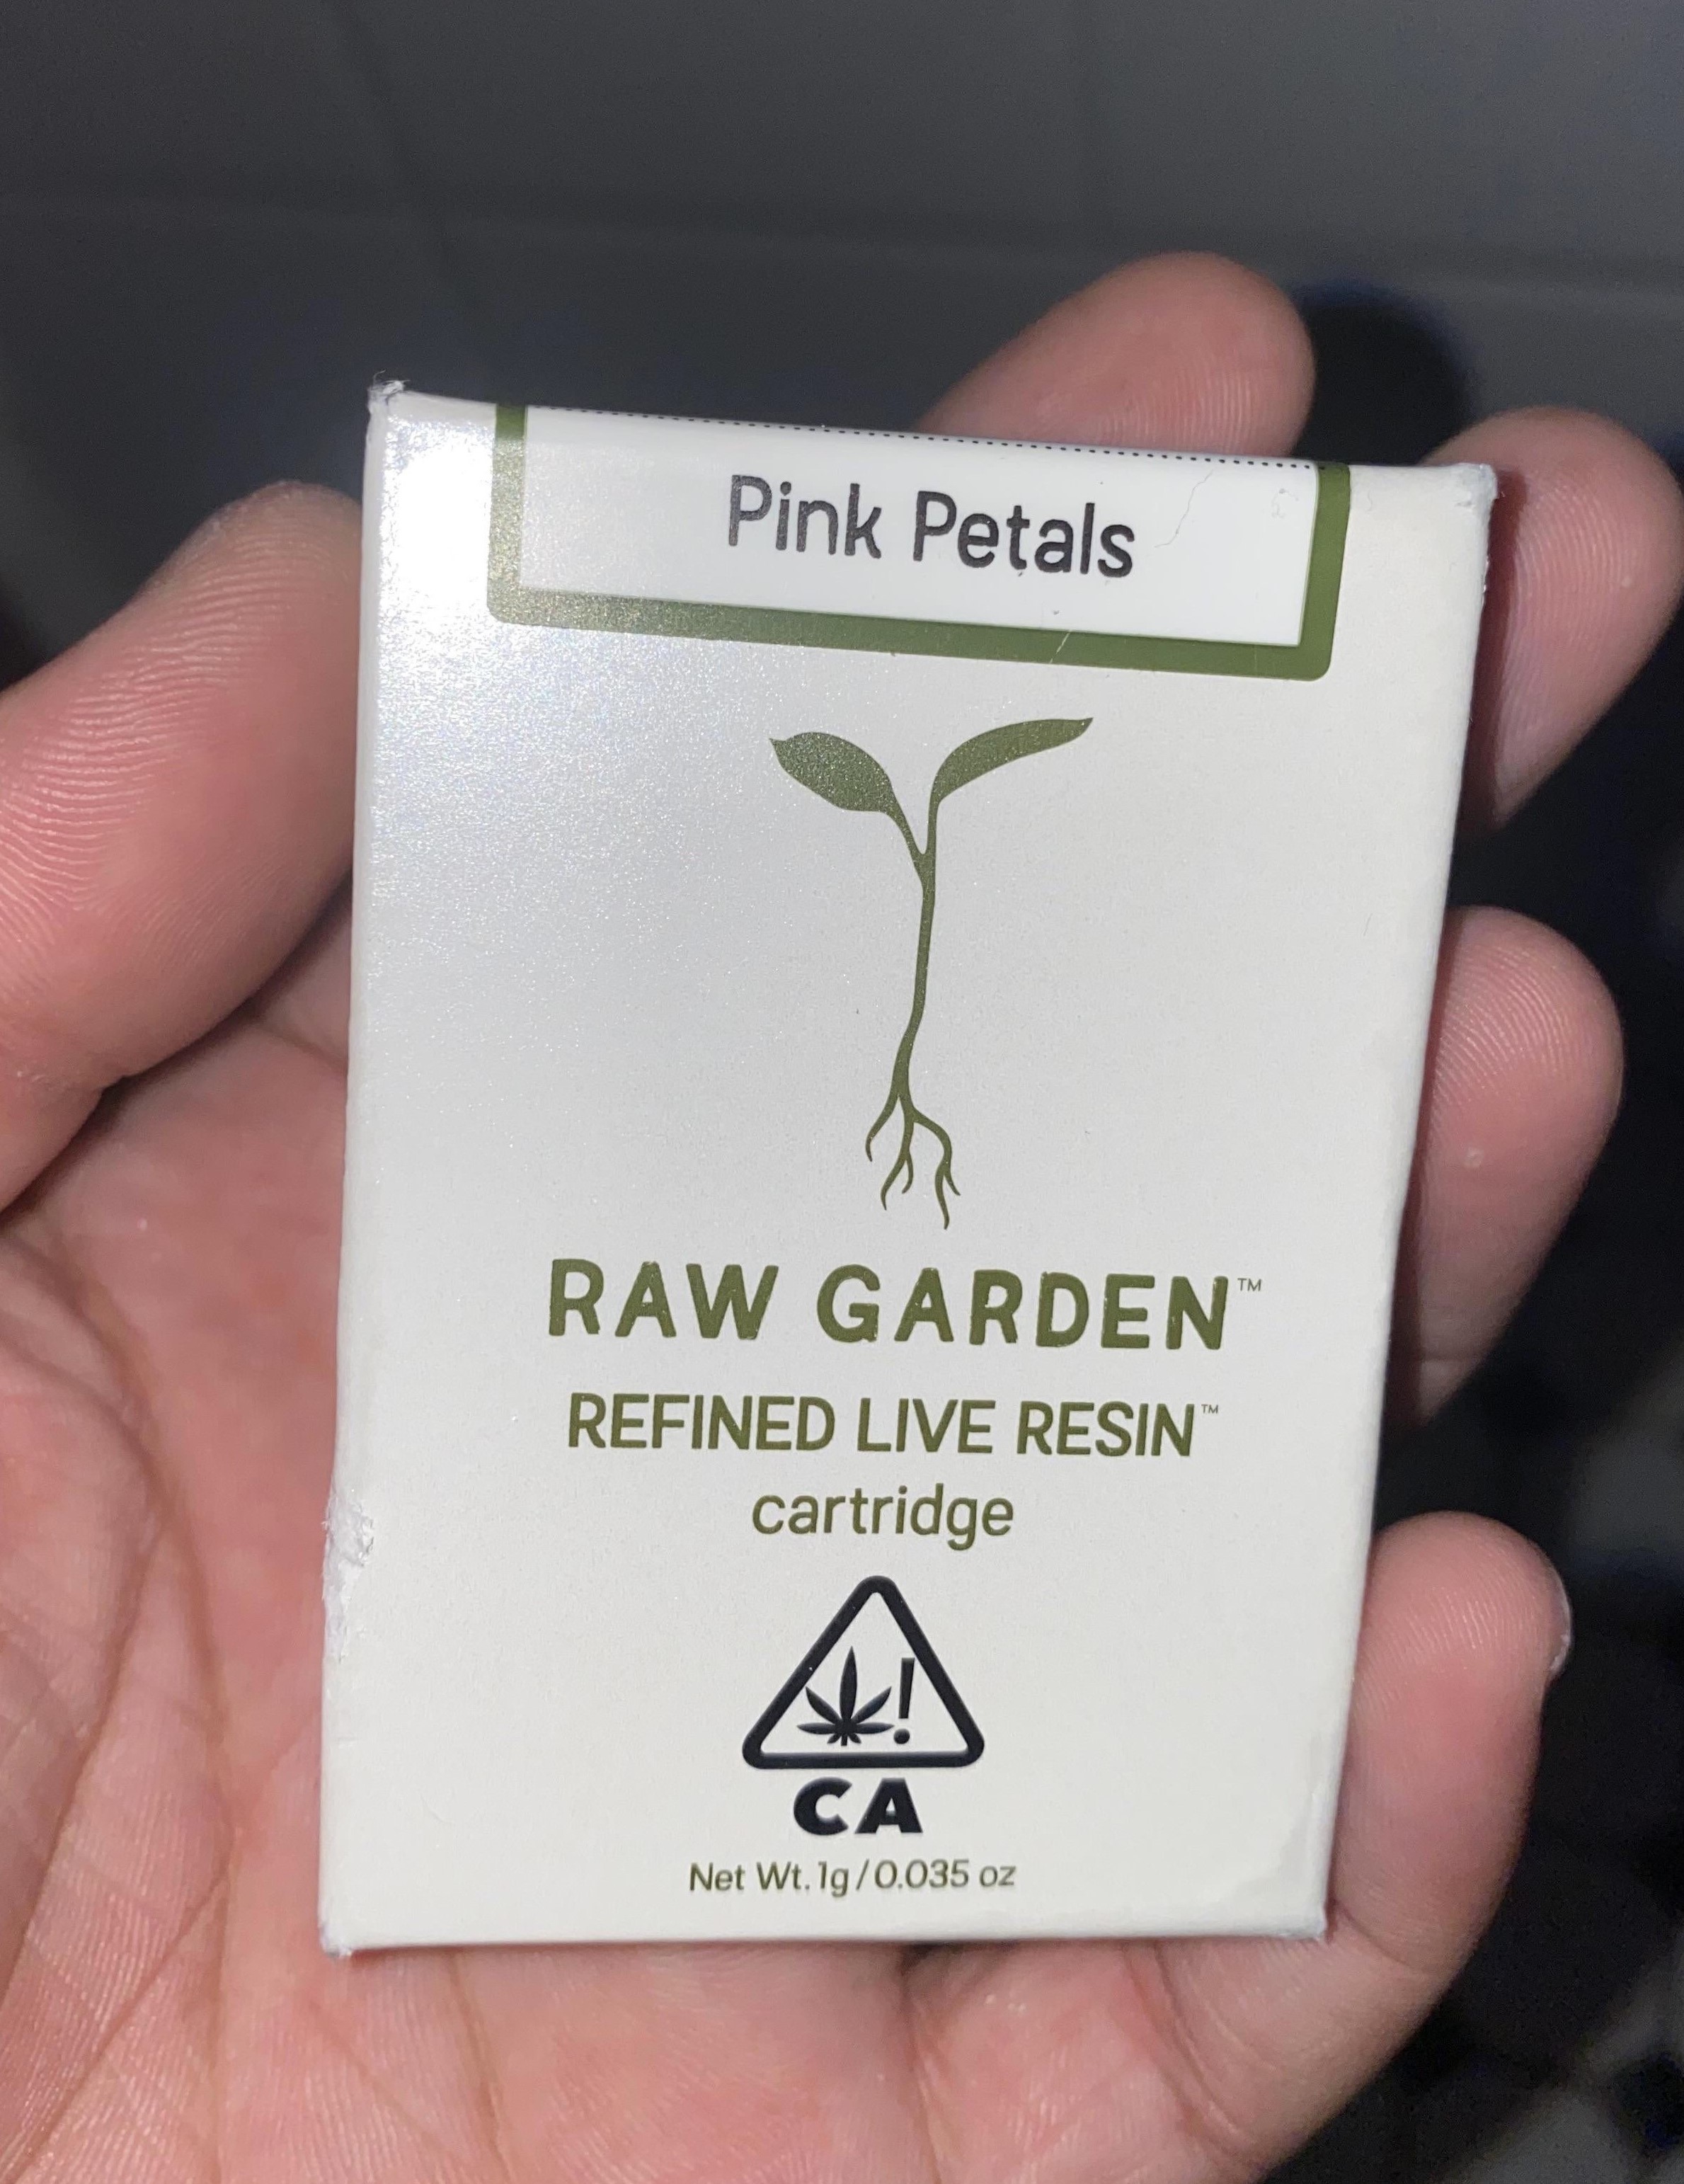 Pink Petals
RAW GARDEN™
REFINED LIVE RESIN™
cartridge
!
CA
Net Wt. 1g / 0.035 oz